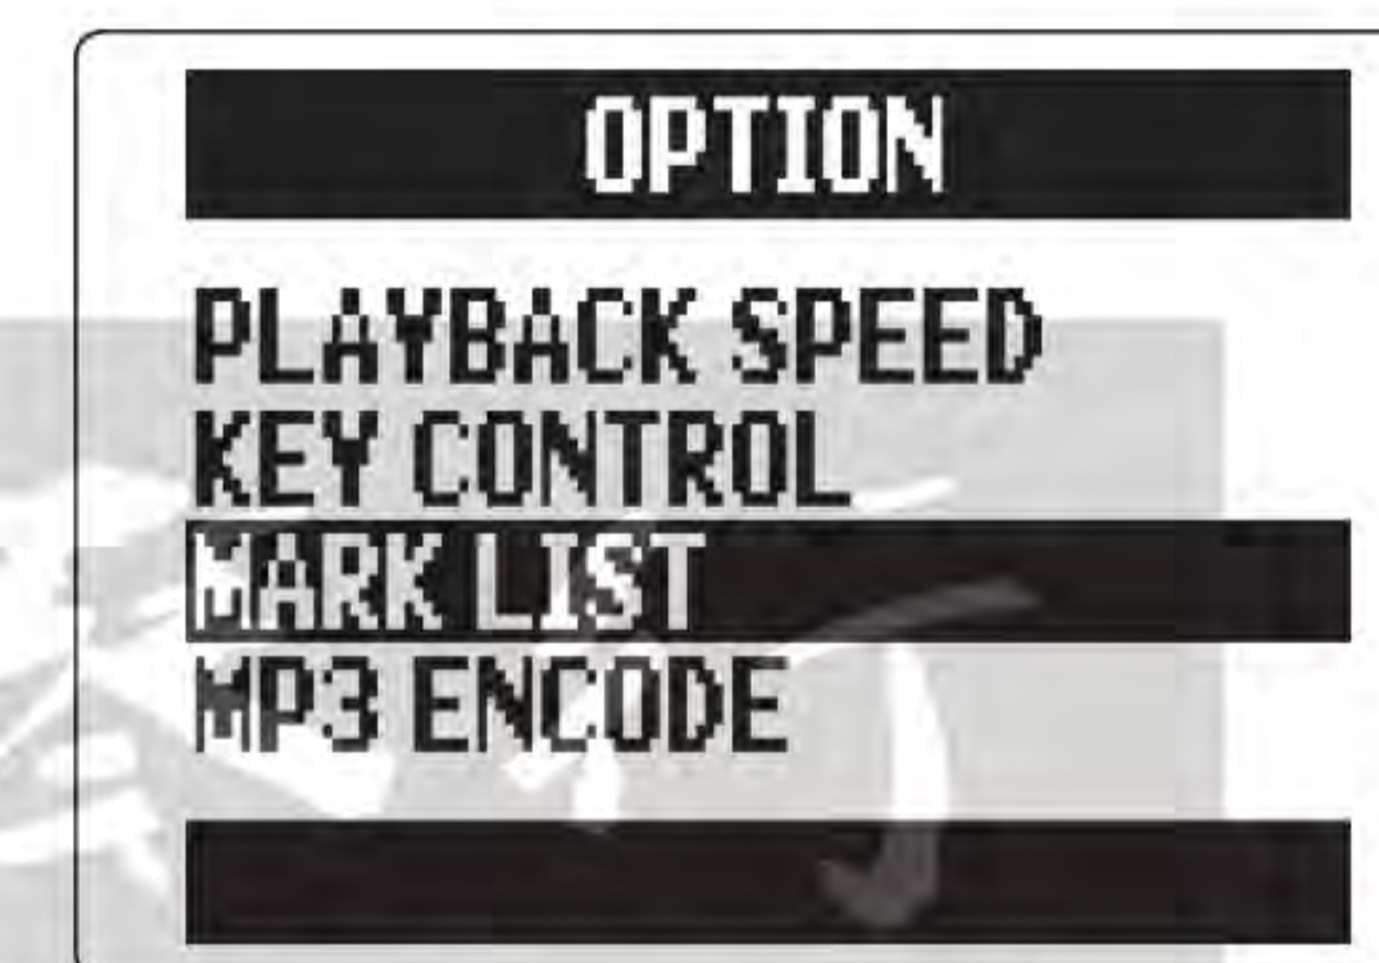 OPTION
PLAYBACK SPEED
KEY CONTROL
MARK LIST
MP3 ENCODE